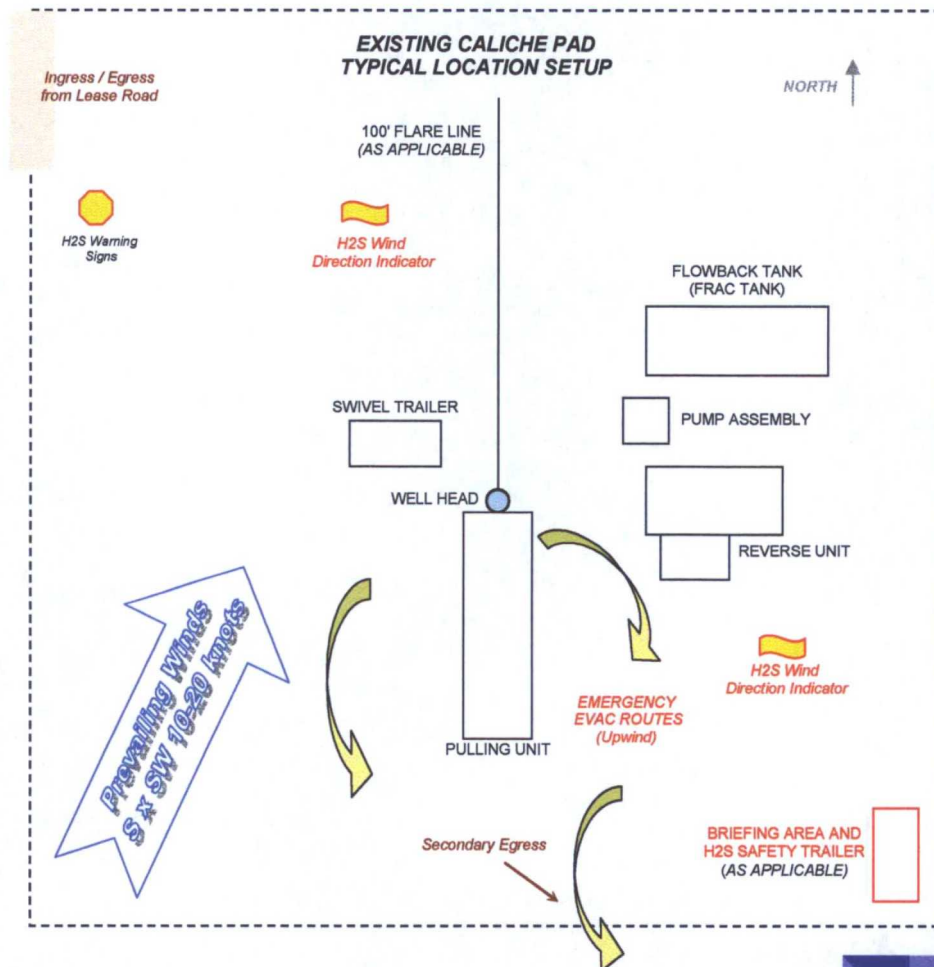 EXISTING CALICHE PAD
TYPICAL LOCATION SETUP
Ingress / Egress
from Lease Road
NORTH
100' FLARE LINE
(AS APPLICABLE)
H2S Warning
Signs
H2S Wind
Direction Indicator
FLOWBACK TANK
(FRAC TANK)
SWIVEL TRAILER
PUMP ASSEMBLY
WELL HEAD
REVERSE UNIT
Prevailing Winds
S x SW 10-20 knots
H2S Wind
Direction Indicator
EMERGENCY
EVAC ROUTES
(Upwind)
PULLING UNIT
Secondary Egress
BRIEFING AREA AND
H2S SAFETY TRAILER
(AS APPLICABLE)